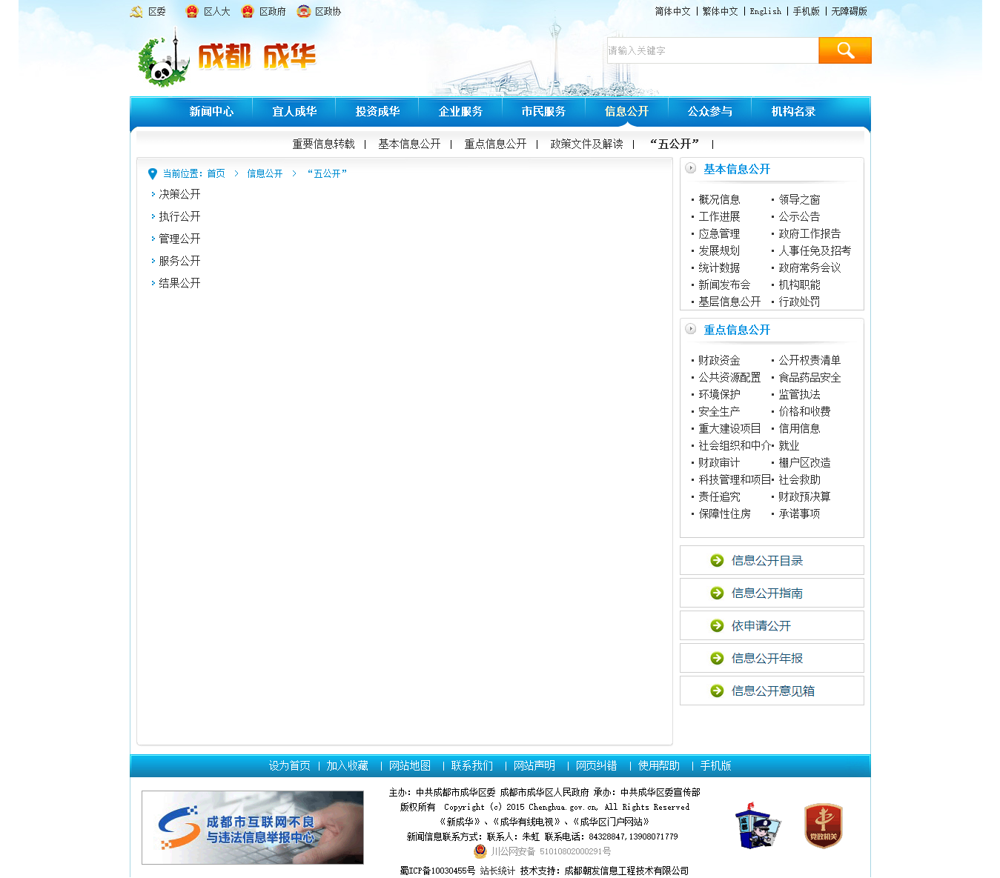 区委 区人大 区政府 区政协
简体中文 | 繁体中文 | English | 手机版 | 无障碍版
成都 成华
请输入关键字
新闻中心 宜人成华 投资成华 企业服务 市民服务 信息公开 公众参与 机构名录
重要信息转载 | 基本信息公开 | 重点信息公开 | 政策文件及解读 | “五公开” |
当前位置：首页 > 信息公开 > “五公开”
决策公开
执行公开
管理公开
服务公开
结果公开
基本信息公开
概况信息 领导之窗
工作进展 公示公告
应急管理 政府工作报告
发展规划 人事任免及招考
统计数据 政府常务会议
新闻发布会 机构职能
基层信息公开 行政处罚
重点信息公开
财政资金 公开权责清单
公共资源配置 食品药品安全
环境保护 监管执法
安全生产 价格和收费
重大建设项目 信用信息
社会组织和中介 就业
财政审计 棚户区改造
科技管理和项目 社会救助
责任追究 财政预决算
保障性住房 承诺事项
信息公开目录
信息公开指南
依申请公开
信息公开年报
信息公开意见箱
设为首页 | 加入收藏 | 网站地图 | 联系我们 | 网站声明 | 网页纠错 | 使用帮助 | 手机版
成都市互联网不良
与违法信息举报中心
主办：中共成都市成华区委 成都市成华区人民政府 承办：中共成华区委宣传部
版权所有 Copyright (c) 2015 Chenghua.gov.cn, All Rights Reserved
《新成华》、《成华有线电视》、《成华区门户网站》
新闻信息联系方式：联系人：朱虹 联系电话：84328847,13908071779
川公网安备 51010802000291号
蜀ICP备10030455号 站长统计 技术支持：成都朝发信息工程技术有限公司
成都
党政机关